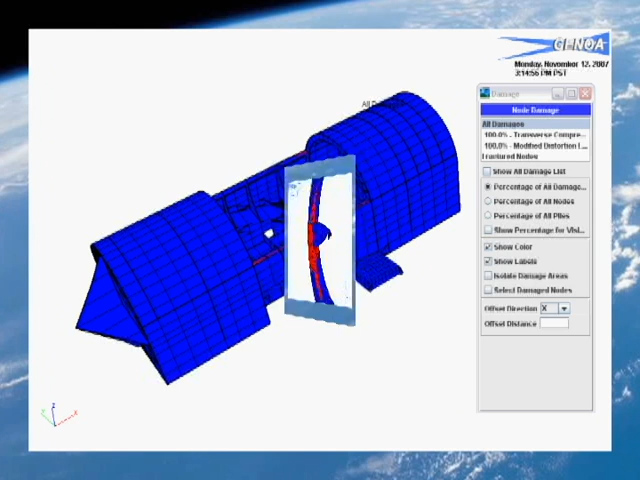 GENOA
Monday, November 12, 2007
3:14:55 PM PST
Damage
All Damages
Node Damage
All Damages
100.0% - Transverse Compre...
100.0% - Modified Distortion E...
Fractured Nodes
Show All Damage List
Percentage of All Damage...
Percentage of All Nodes
Percentage of All Plies
Show Percentage for Visi...
Show Color
Show Labels
Isolate Damage Areas
Select Damaged Nodes
Offset Direction X
Offset Distance